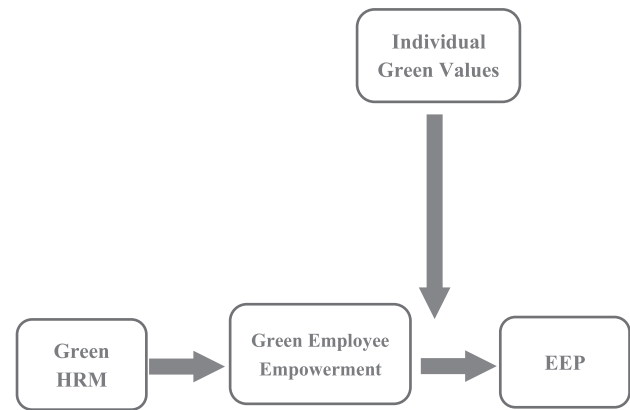 Individual
Green Values
Green
HRM
Green Employee
Empowerment
EEP